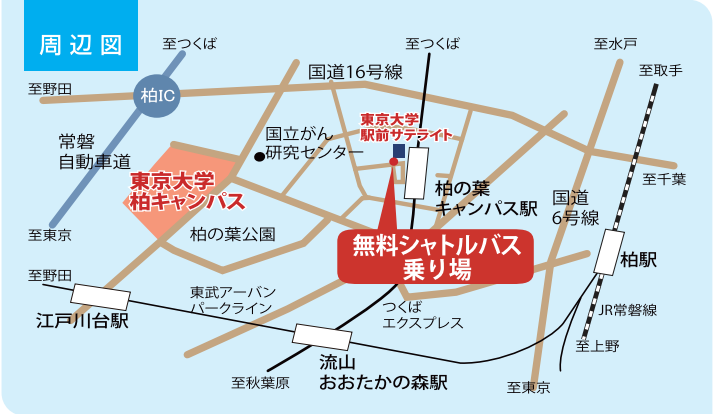 周辺図
至つくば
至つくば
至水戸
至取手
至野田
柏IC
国道16号線
常磐
自動車道
国立がん
研究センター
東京大学
駅前サテライト
東京大学
柏キャンパス
柏の葉
キャンパス駅
至千葉
国道
6号線
至東京
柏の葉公園
無料シャトルバス
乗り場
柏駅
至野田
東武アーバン
パークライン
つくば
エクスプレス
JR常磐線
江戸川台駅
至上野
流山
おおたかの森駅
至秋葉原
至東京